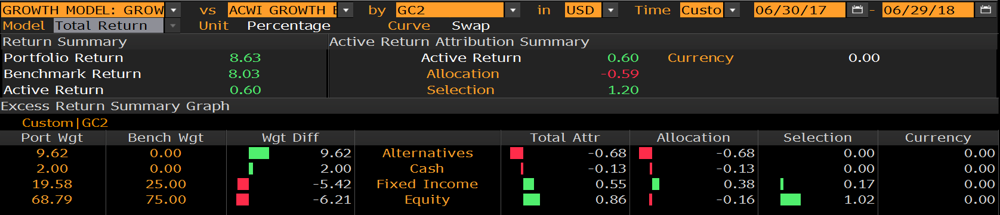 GROWTH MODEL: GROW vs ACWI GROWTH B by GC2 in USD Time Custo 06/30/17 - 06/29/18
Model Total Return Unit Percentage Curve Swap
Return Summary Active Return Attribution Summary
Portfolio Return 8.63 Active Return 0.60 Currency 0.00
Benchmark Return 8.03 Allocation -0.59
Active Return 0.60 Selection 1.20
Excess Return Summary Graph
Custom|GC2
Port Wgt Bench Wgt Wgt Diff Total Attr Allocation Selection Currency
9.62 0.00 9.62 Alternatives -0.68 -0.68 0.00 0.00
2.00 0.00 2.00 Cash -0.13 -0.13 0.00 0.00
19.58 25.00 -5.42 Fixed Income 0.55 0.38 0.17 0.00
68.79 75.00 -6.21 Equity 0.86 -0.16 1.02 0.00